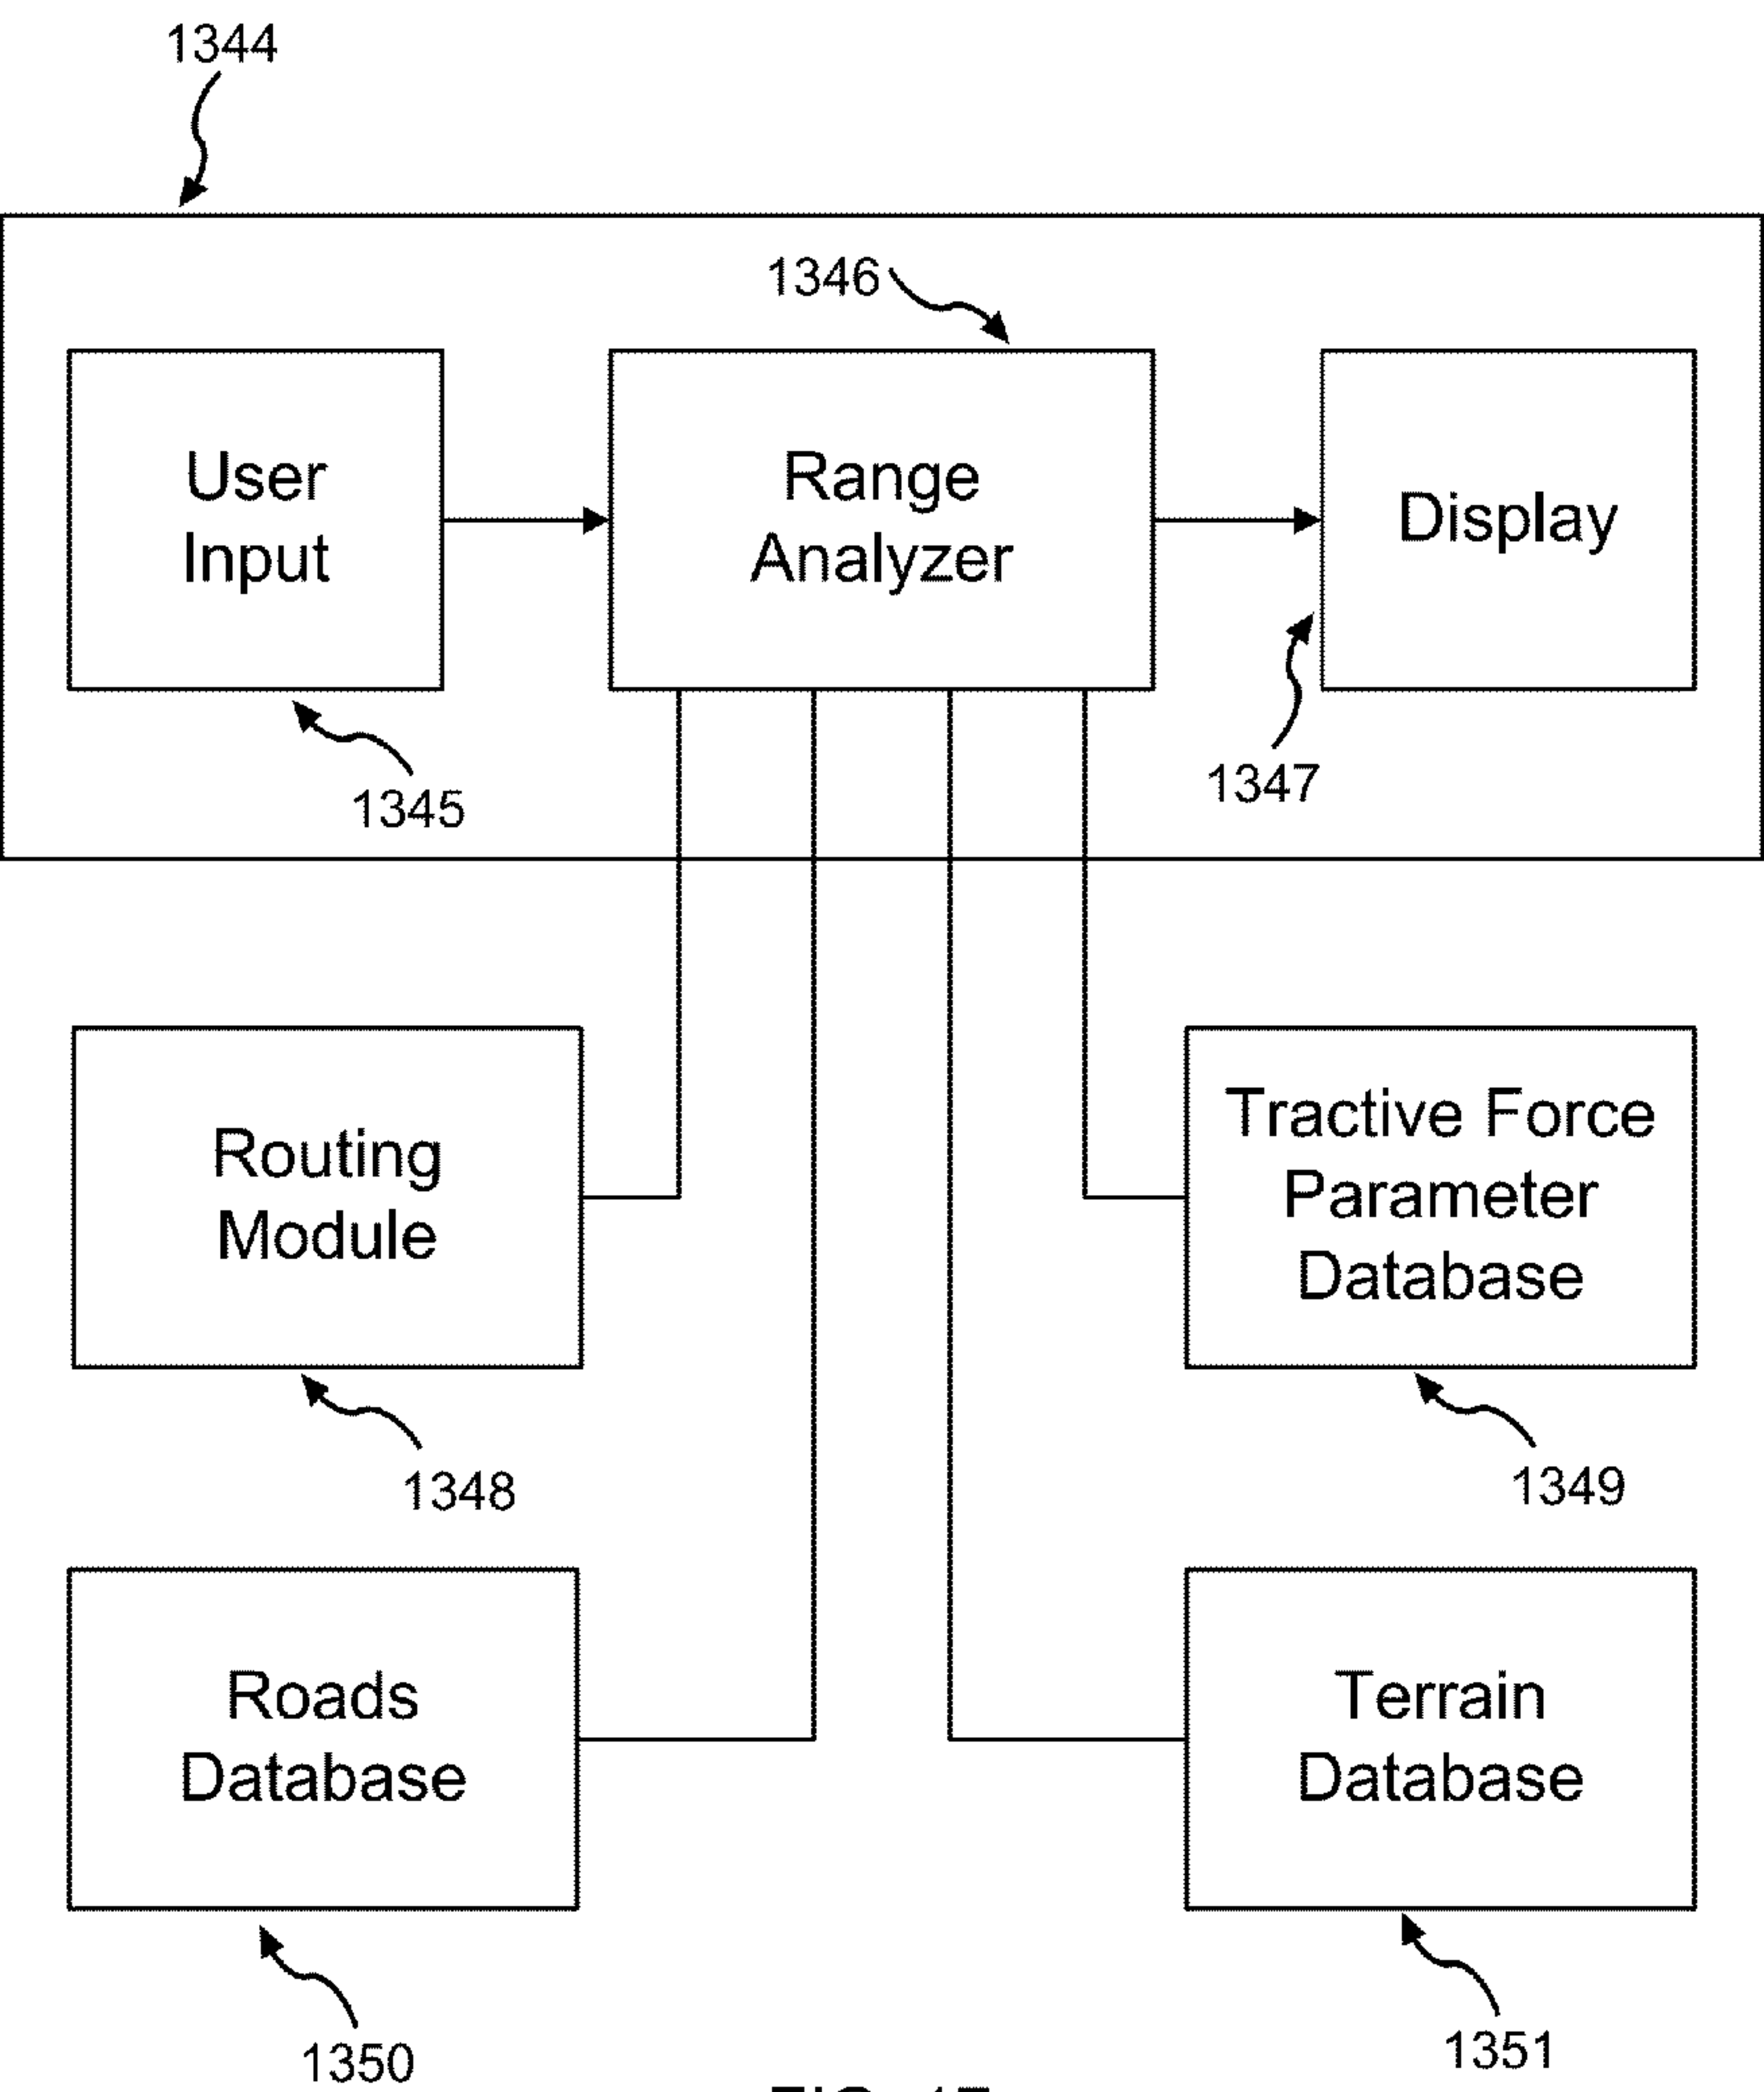 1344
1346
User
Input
Range
Analyzer
Display
1345
1347
Routing
Module
Tractive Force
Parameter
Database
1348
1349
Roads
Database
Terrain
Database
1350
1351